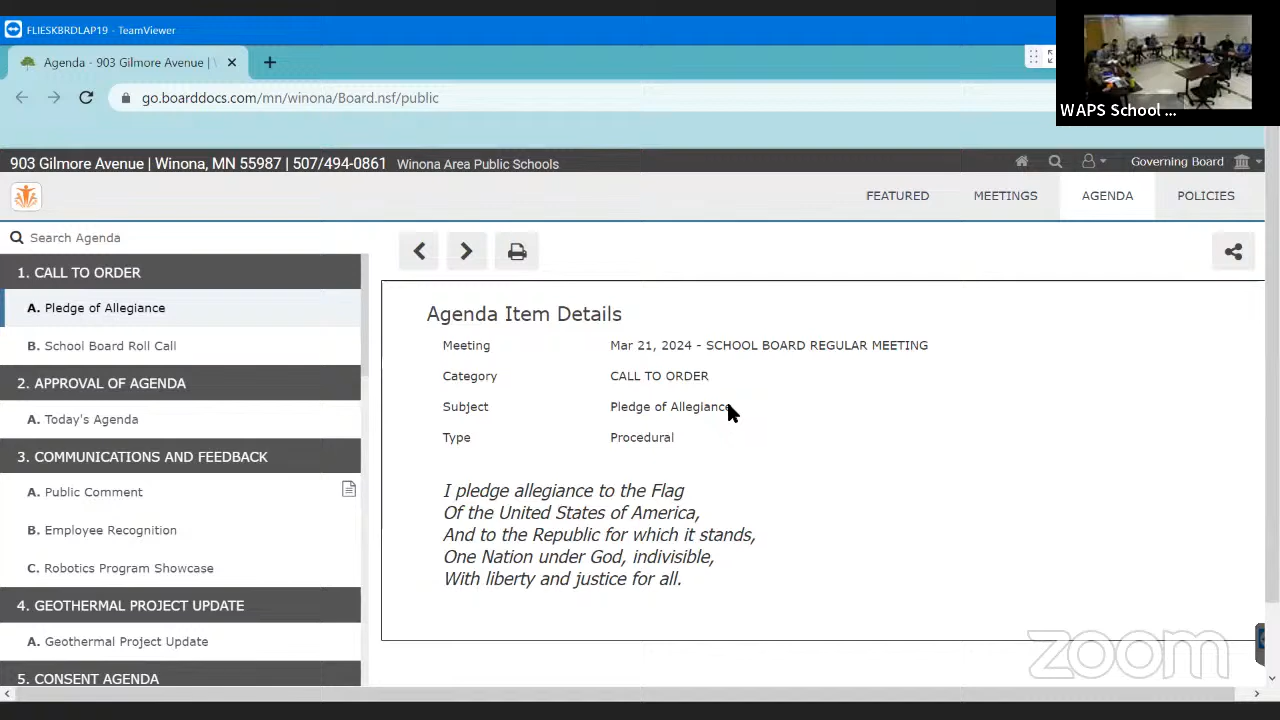 FLIESKBRDLAP19 - TeamViewer
Agenda - 903 Gilmore Avenue |
go.boarddocs.com/mn/winona/Board.nsf/public
WAPS School ...
903 Gilmore Avenue | Winona, MN 55987 | 507/494-0861 Winona Area Public Schools
Governing Board
FEATURED MEETINGS AGENDA POLICIES
Search Agenda
1. CALL TO ORDER
A. Pledge of Allegiance
B. School Board Roll Call
2. APPROVAL OF AGENDA
A. Today's Agenda
3. COMMUNICATIONS AND FEEDBACK
A. Public Comment
B. Employee Recognition
C. Robotics Program Showcase
4. GEOTHERMAL PROJECT UPDATE
A. Geothermal Project Update
5. CONSENT AGENDA
Agenda Item Details
Meeting Mar 21, 2024 - SCHOOL BOARD REGULAR MEETING
Category CALL TO ORDER
Subject Pledge of Allegiance
Type Procedural
I pledge allegiance to the Flag
Of the United States of America,
And to the Republic for which it stands,
One Nation under God, indivisible,
With liberty and justice for all.
zoom